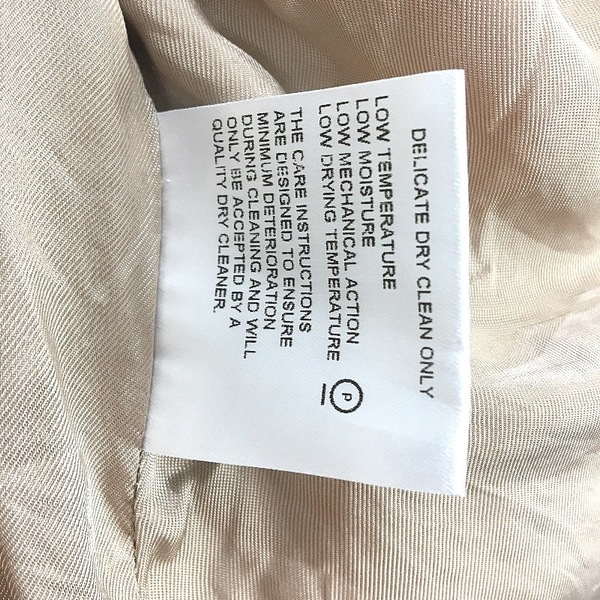 DELICATE DRY CLEAN ONLY
LOW TEMPERATURE
LOW MOISTURE
LOW MECHANICAL ACTION
LOW DRYING TEMPERATURE
P
THE CARE INSTRUCTIONS
ARE DESIGNED TO ENSURE
MINIMUM DETERIORATION
DURING CLEANING AND WILL
ONLY BE ACCEPTED BY A
QUALITY DRY CLEANER.